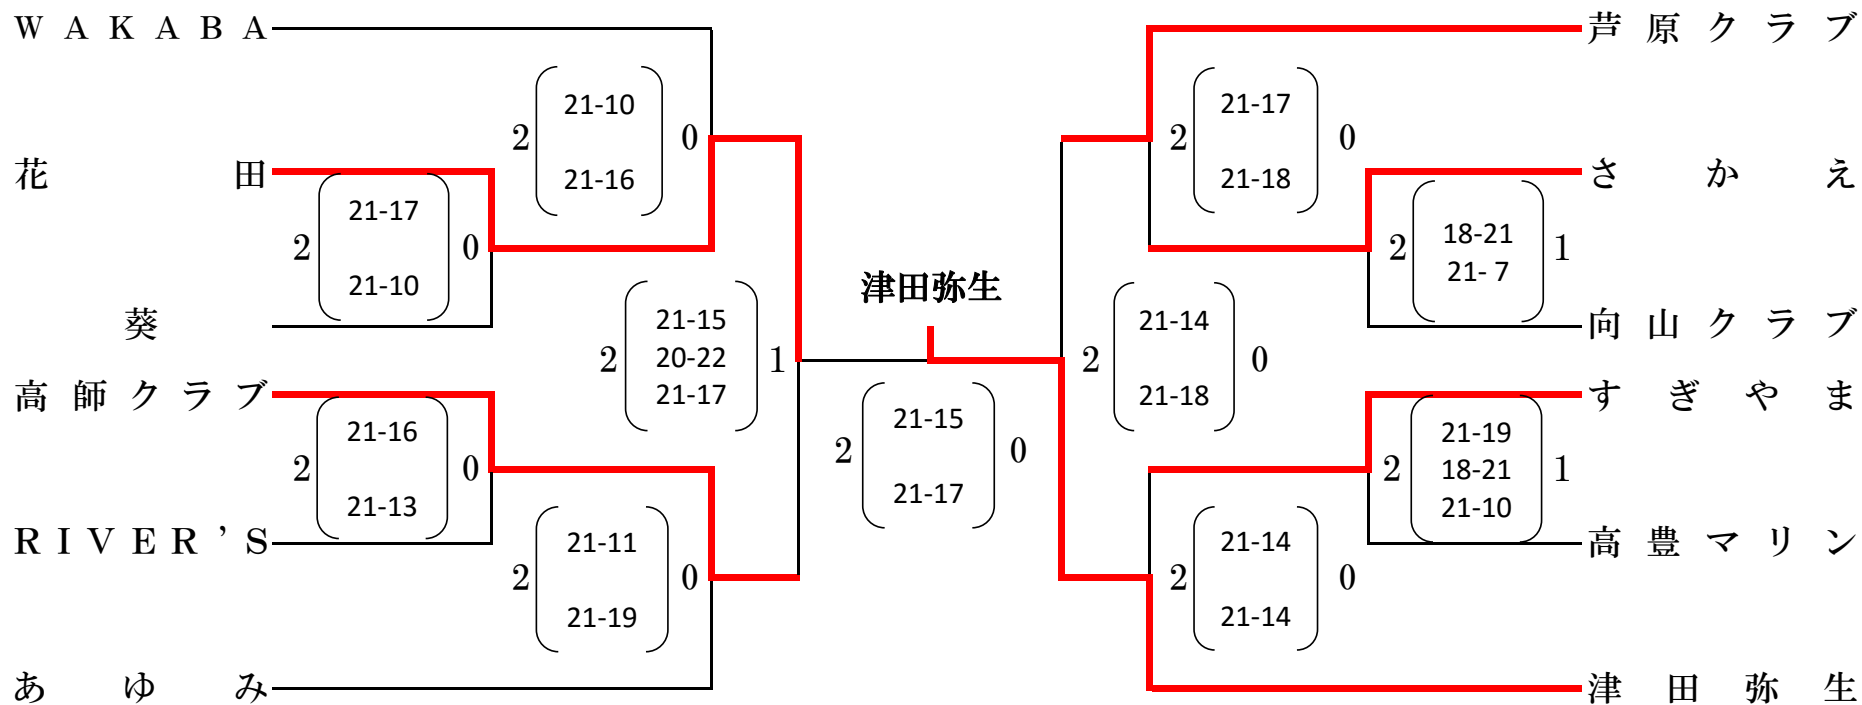 WAKABA
芦原クラブ
21-10
2 0
21-16
21-17
2 0
21-18
花田
さかえ
21-17
2 0
21-10
18-21
2 1
21- 7
津田弥生
葵
向山クラブ
21-15
2 20-22 1
21-17
21-14
2 0
21-18
高師クラブ
すぎやま
21-16
2 0
21-13
21-15
2 0
21-17
21-19
2 18-21 1
21-10
RIVER’S
高豊マリン
21-11
2 0
21-19
21-14
2 0
21-14
あゆみ
津田弥生